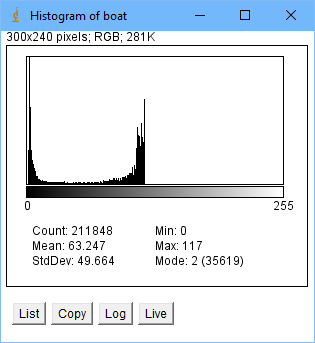 Histogram of boat
300x240 pixels; RGB; 281K
0 255
Count: 211848 Min: 0
Mean: 63.247 Max: 117
StdDev: 49.664 Mode: 2 (35619)
List Copy Log Live